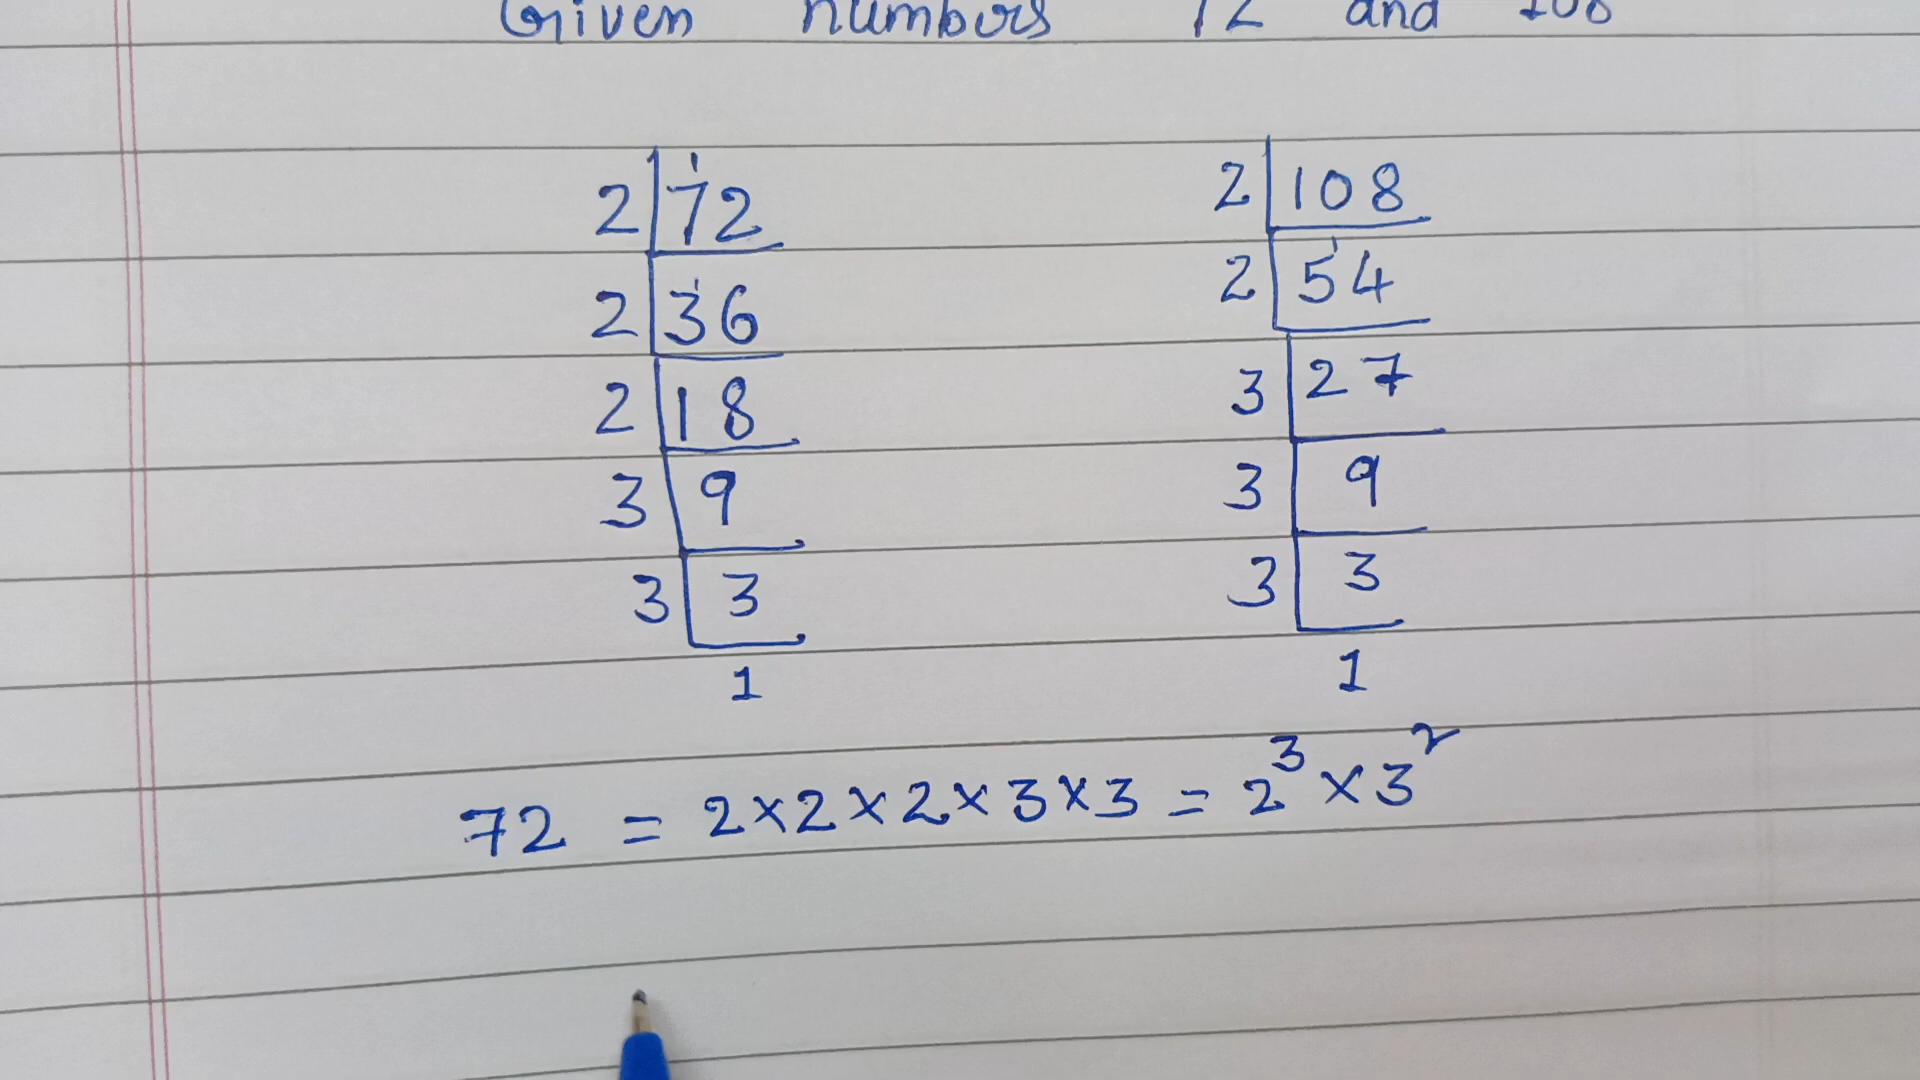 Given numbers 72 and 108
2 | 72 2 | 108
2 | 36 2 | 54
2 | 18 3 | 27
3 | 9 3 | 9
3 | 3 3 | 3
1 1
72 = 2×2×2×3×3 = 2³×3²